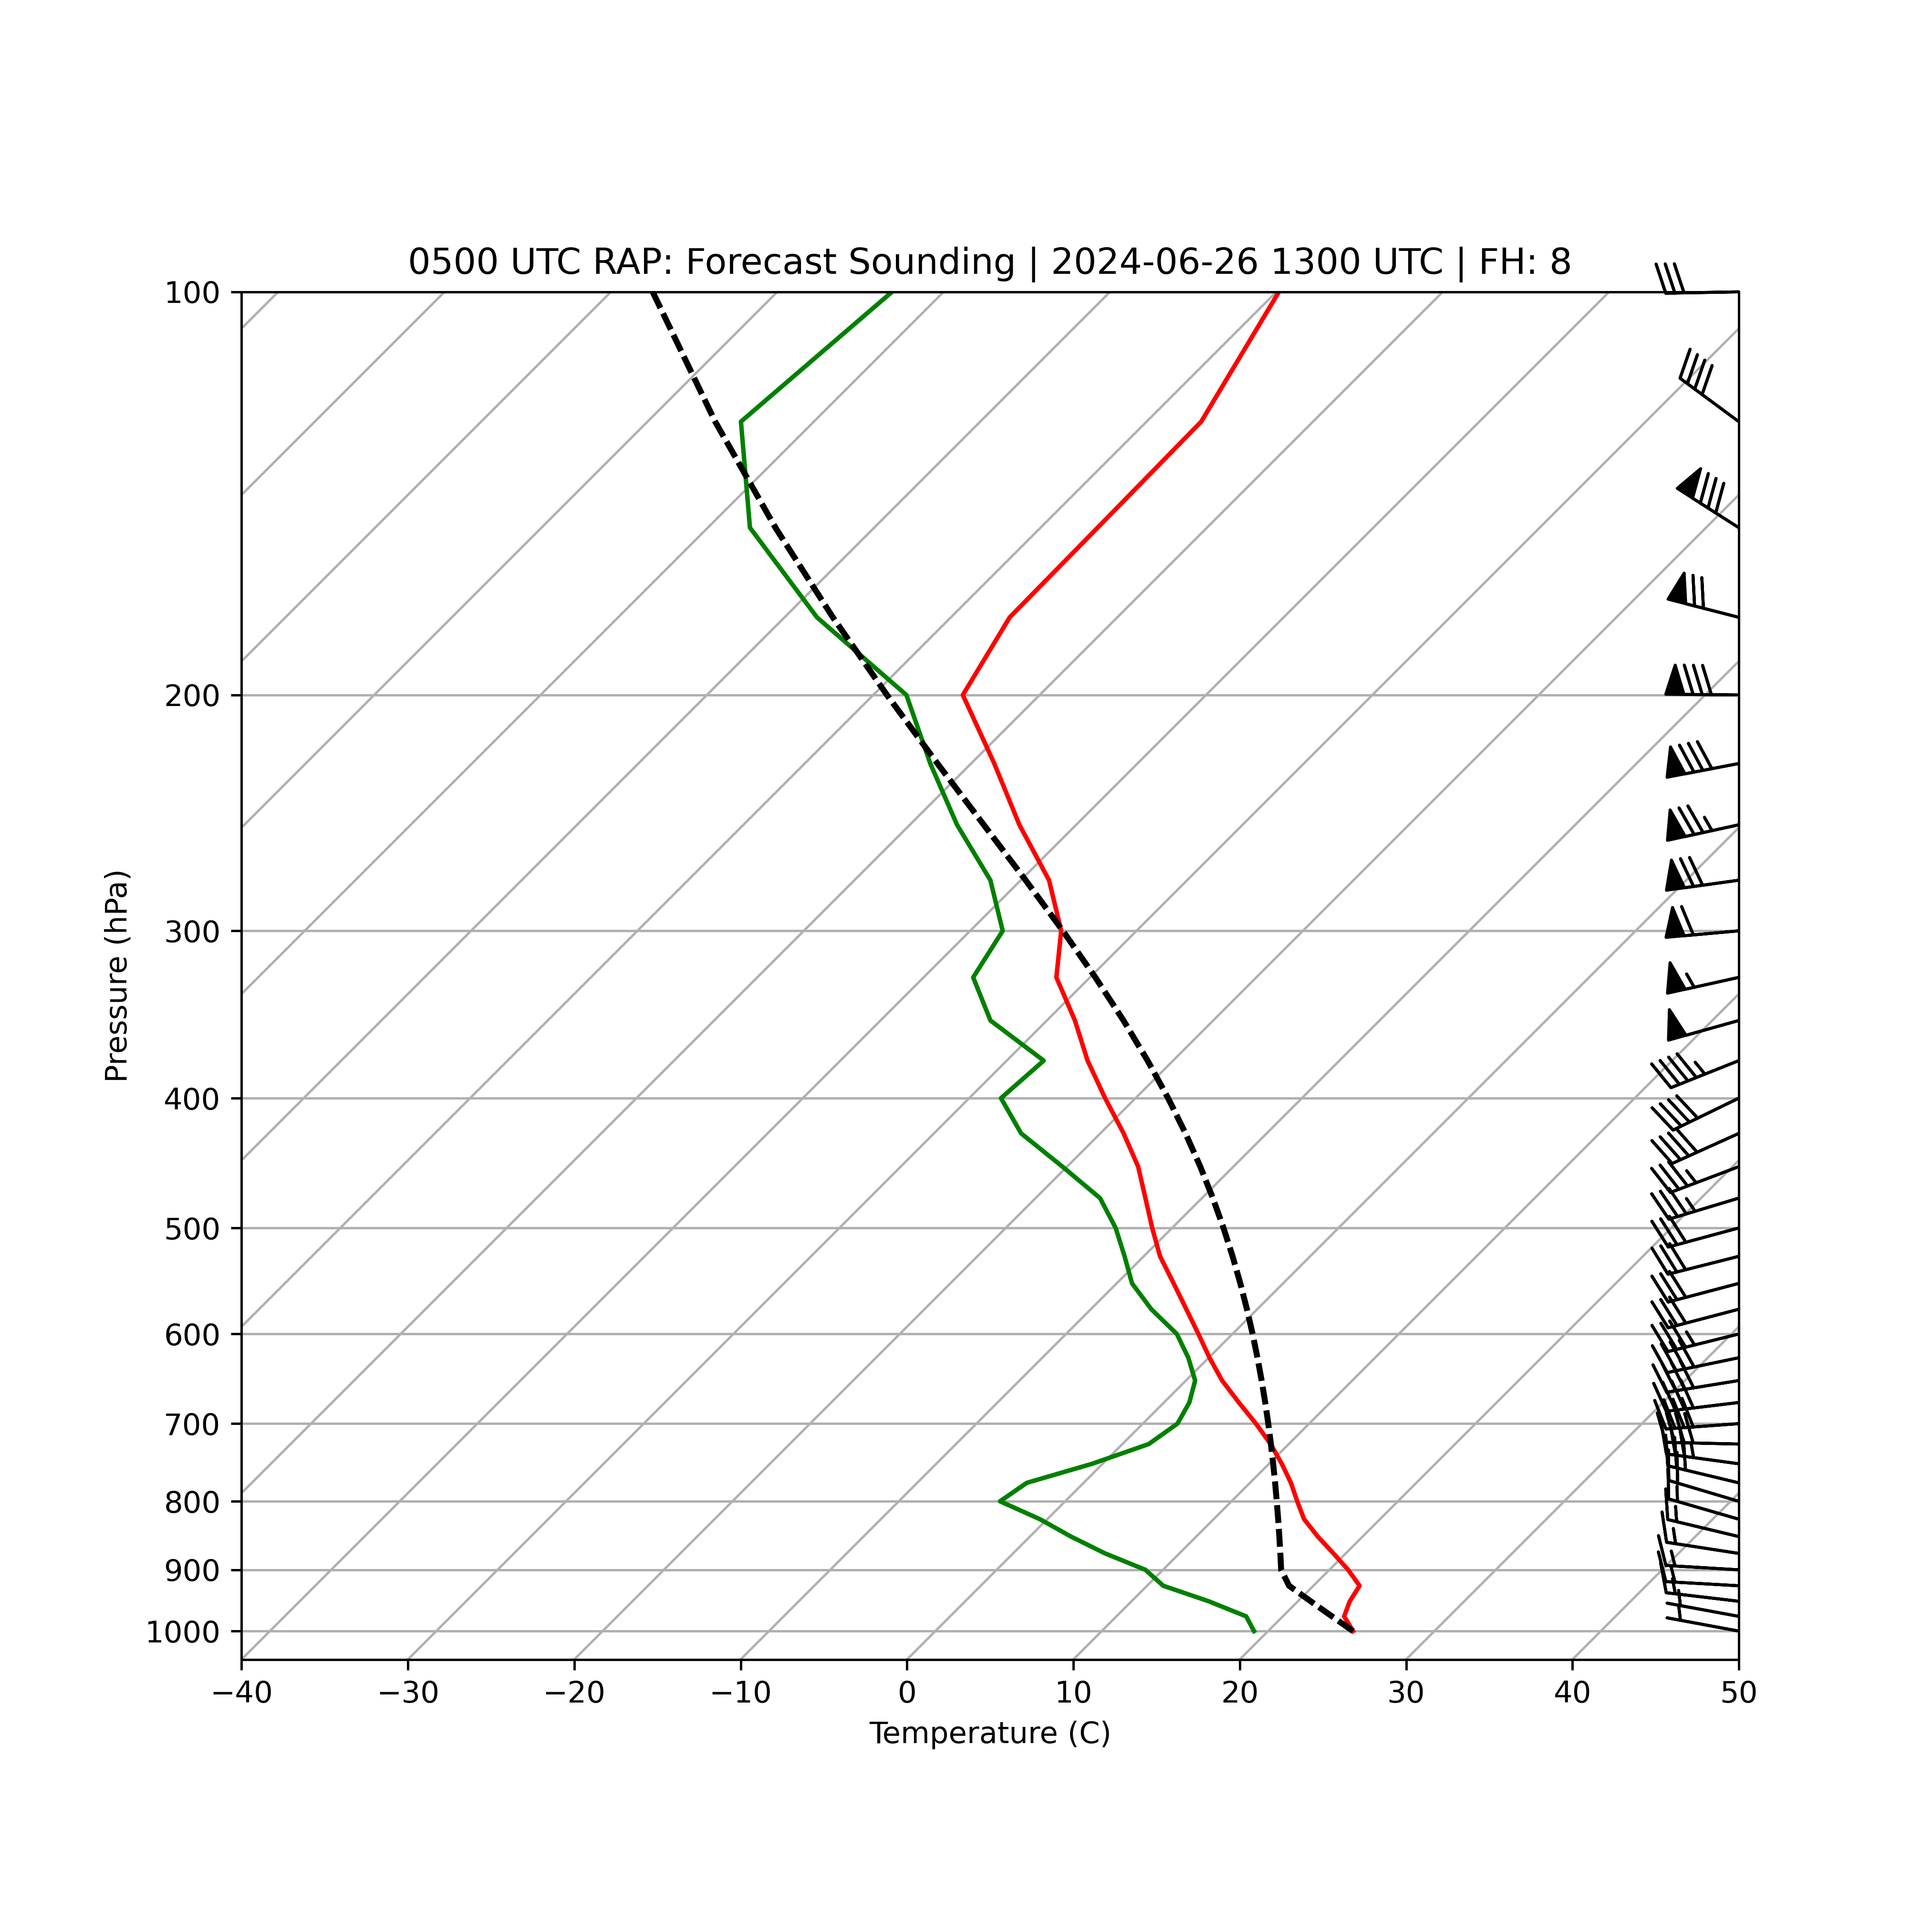 0500 UTC RAP: Forecast Sounding | 2024-06-26 1300 UTC | FH: 8
100
200
300
400
500
600
700
800
900
1000
Pressure (hPa)
−40 −30 −20 −10 0 10 20 30 40 50
Temperature (C)